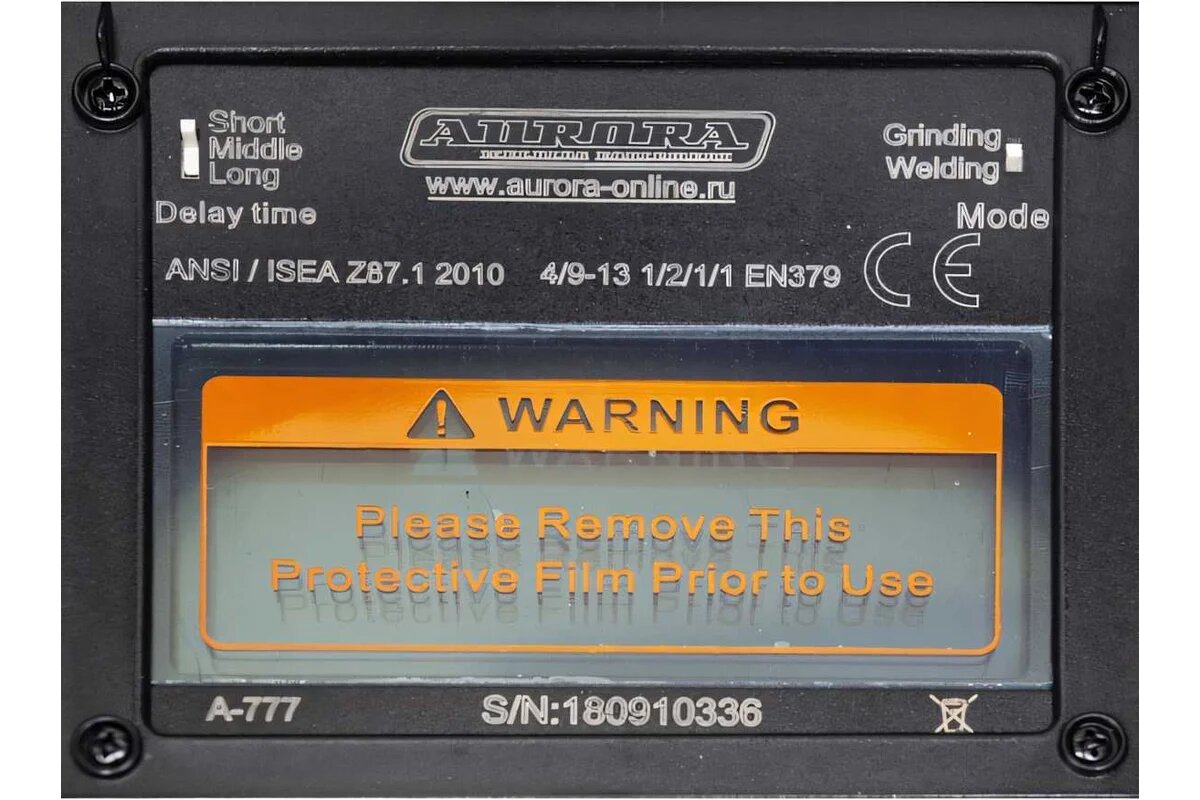 Short
Middle
Long
Delay time
AURORA
www.aurora-online.ru
Grinding
Welding
Mode
ANSI / ISEA Z87.1 2010 4/9-13 1/2/1/1 EN379 CE
WARNING
Please Remove This
Protective Film Prior to Use
A-777 S/N:180910336